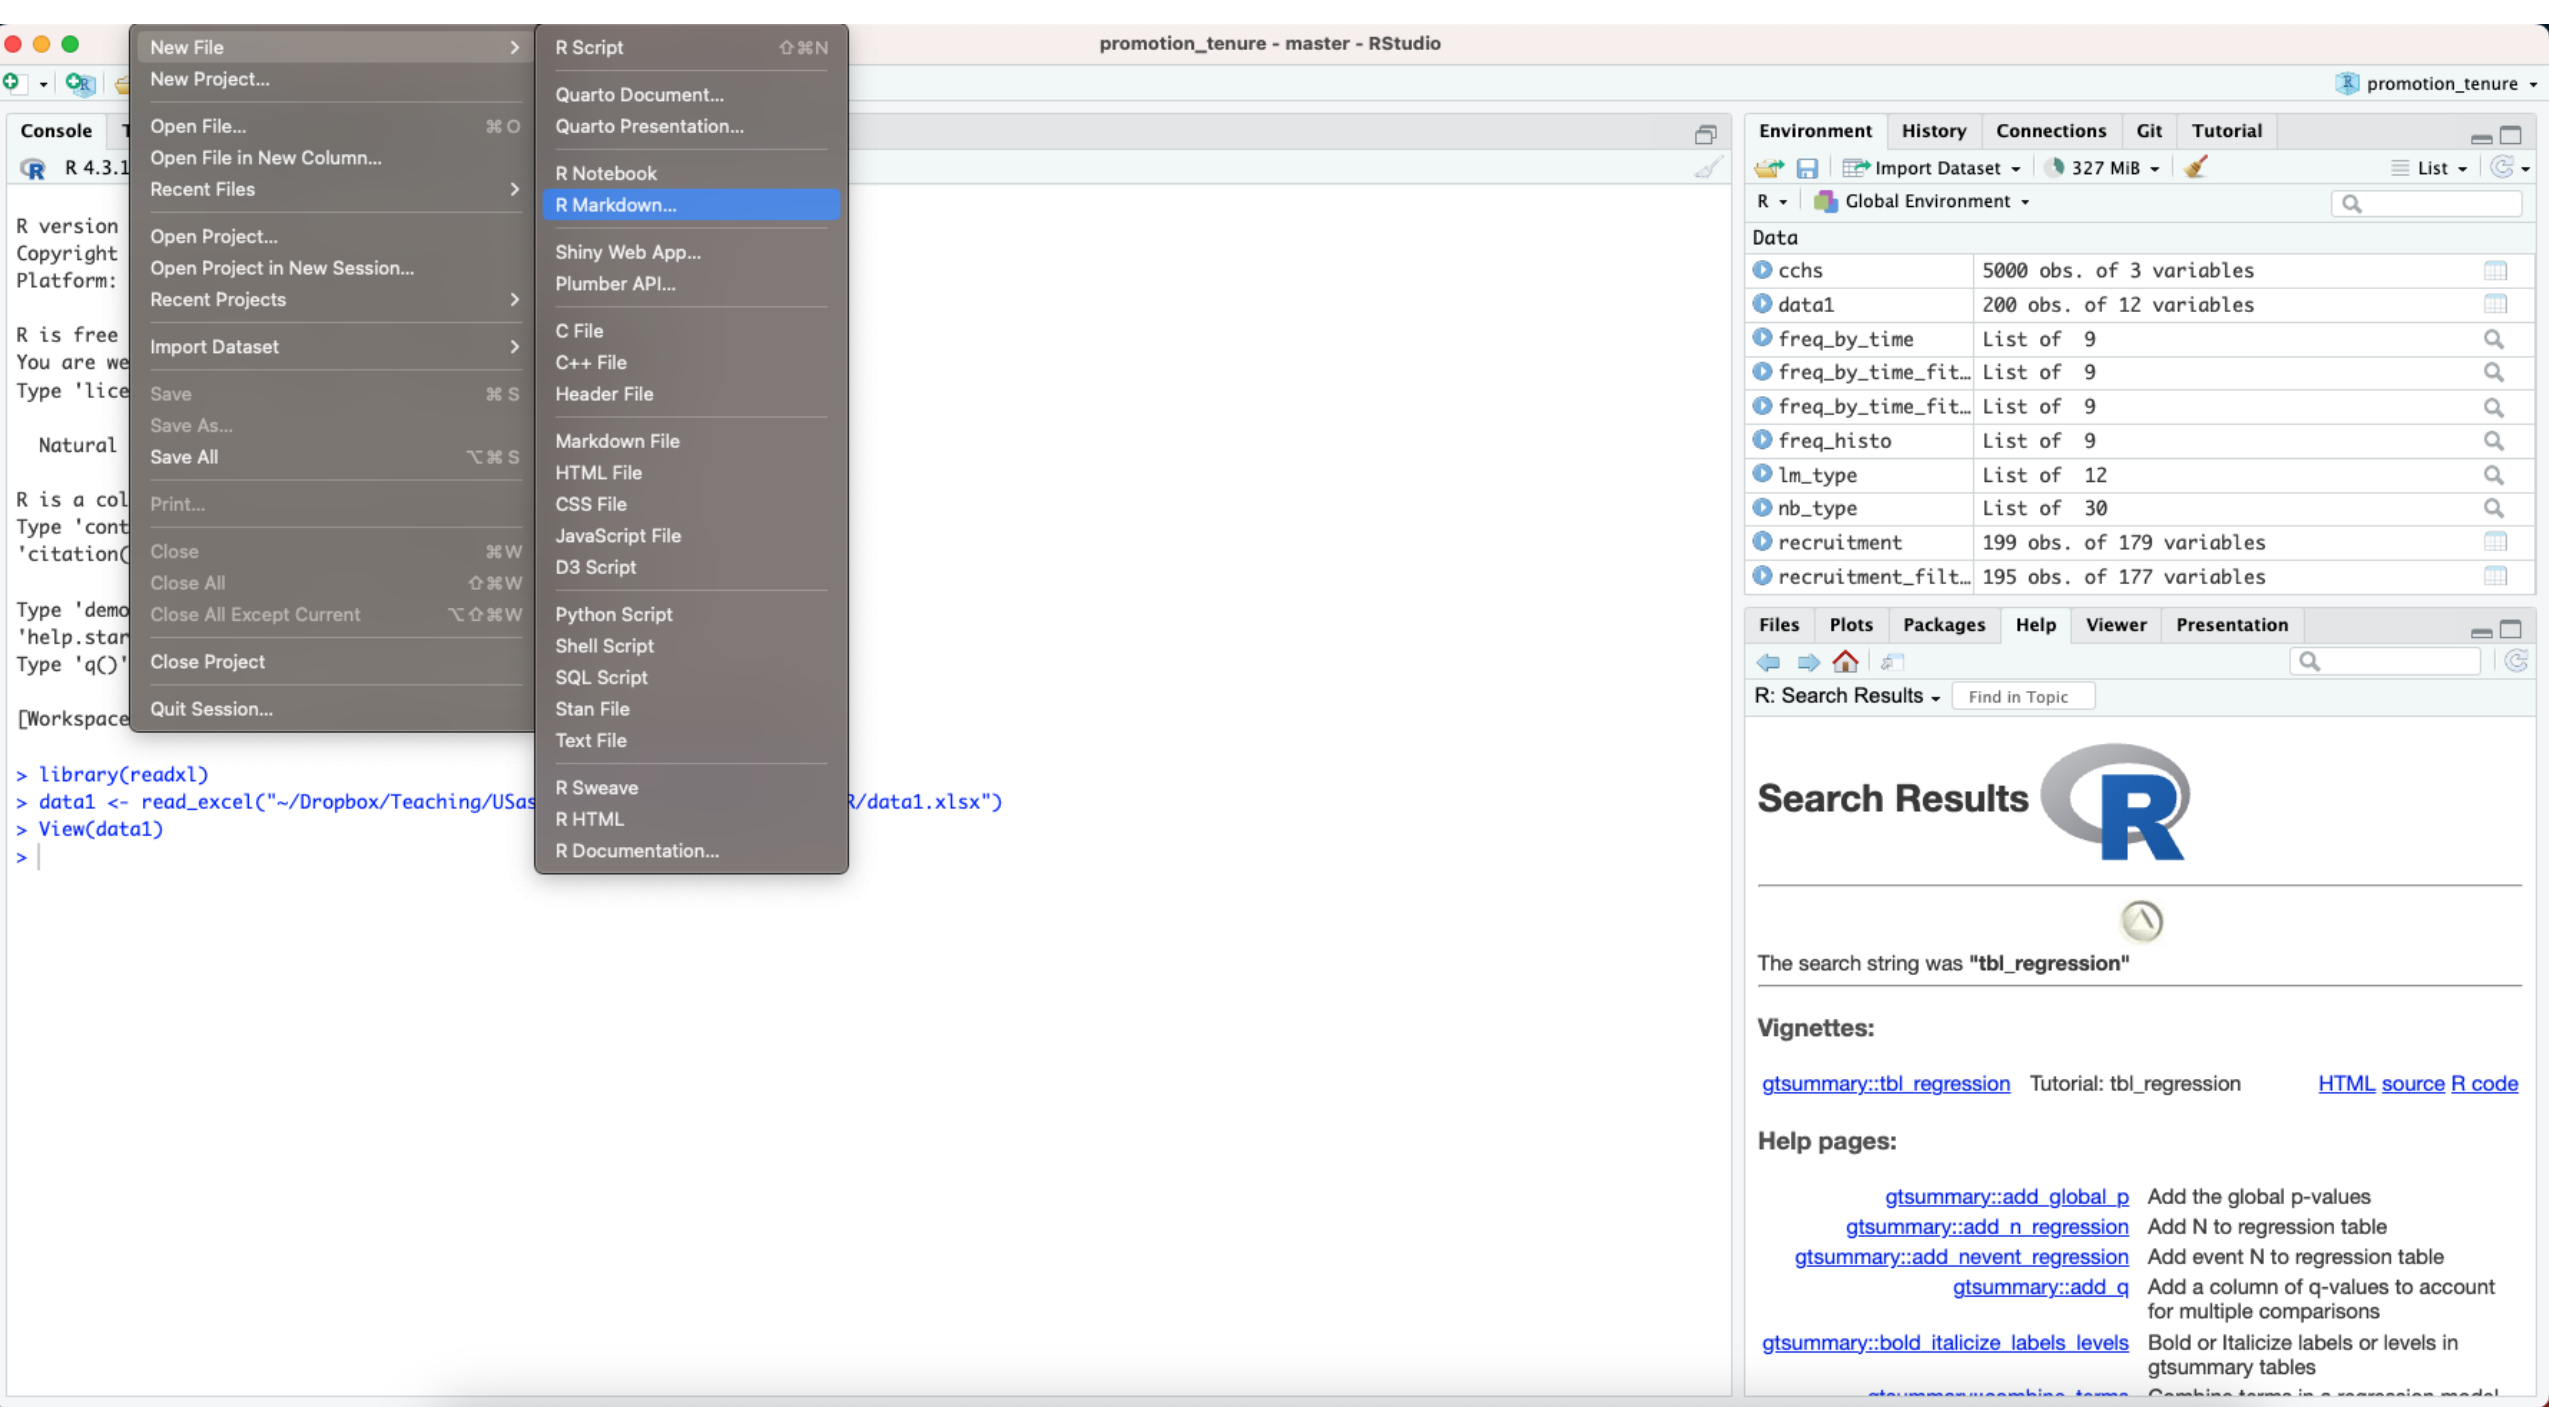 promotion_tenure - master - RStudio
promotion_tenure
New File
New Project...
Open File... ⌘ O
Open File in New Column...
Recent Files
Open Project...
Open Project in New Session...
Recent Projects
Import Dataset
Save ⌘ S
Save As...
Save All ⌥⌘ S
Print...
Close ⌘W
Close All ⇧⌘W
Close All Except Current ⌥⇧⌘W
Close Project
Quit Session...
R Script ⇧⌘N
Quarto Document...
Quarto Presentation...
R Notebook
R Markdown...
Shiny Web App...
Plumber API...
C File
C++ File
Header File
Markdown File
HTML File
CSS File
JavaScript File
D3 Script
Python Script
Shell Script
SQL Script
Stan File
Text File
R Sweave
R HTML
R Documentation...
Console T
R 4.3.1
R version
Copyright
Platform:
R is free
You are we
Type 'lice
Natural
R is a col
Type 'cont
'citation(
Type 'demo
'help.star
Type 'q()'
[Workspace
> library(readxl)
> data1 <- read_excel("~/Dropbox/Teaching/USas R/data1.xlsx")
> View(data1)
>
Environment History Connections Git Tutorial
Import Dataset 327 MiB List
R Global Environment
Data
cchs 5000 obs. of 3 variables
data1 200 obs. of 12 variables
freq_by_time List of 9
freq_by_time_fit… List of 9
freq_by_time_fit… List of 9
freq_histo List of 9
lm_type List of 12
nb_type List of 30
recruitment 199 obs. of 179 variables
recruitment_filt… 195 obs. of 177 variables
Files Plots Packages Help Viewer Presentation
R: Search Results Find in Topic
Search Results R
The search string was "tbl_regression"
Vignettes:
gtsummary::tbl_regression Tutorial: tbl_regression HTML source R code
Help pages:
gtsummary::add_global_p Add the global p-values
gtsummary::add_n_regression Add N to regression table
gtsummary::add_nevent_regression Add event N to regression table
gtsummary::add_q Add a column of q-values to account
for multiple comparisons
gtsummary::bold_italicize_labels_levels Bold or Italicize labels or levels in
gtsummary tables
gtsummary::combine_terms Combine terms in a regression model